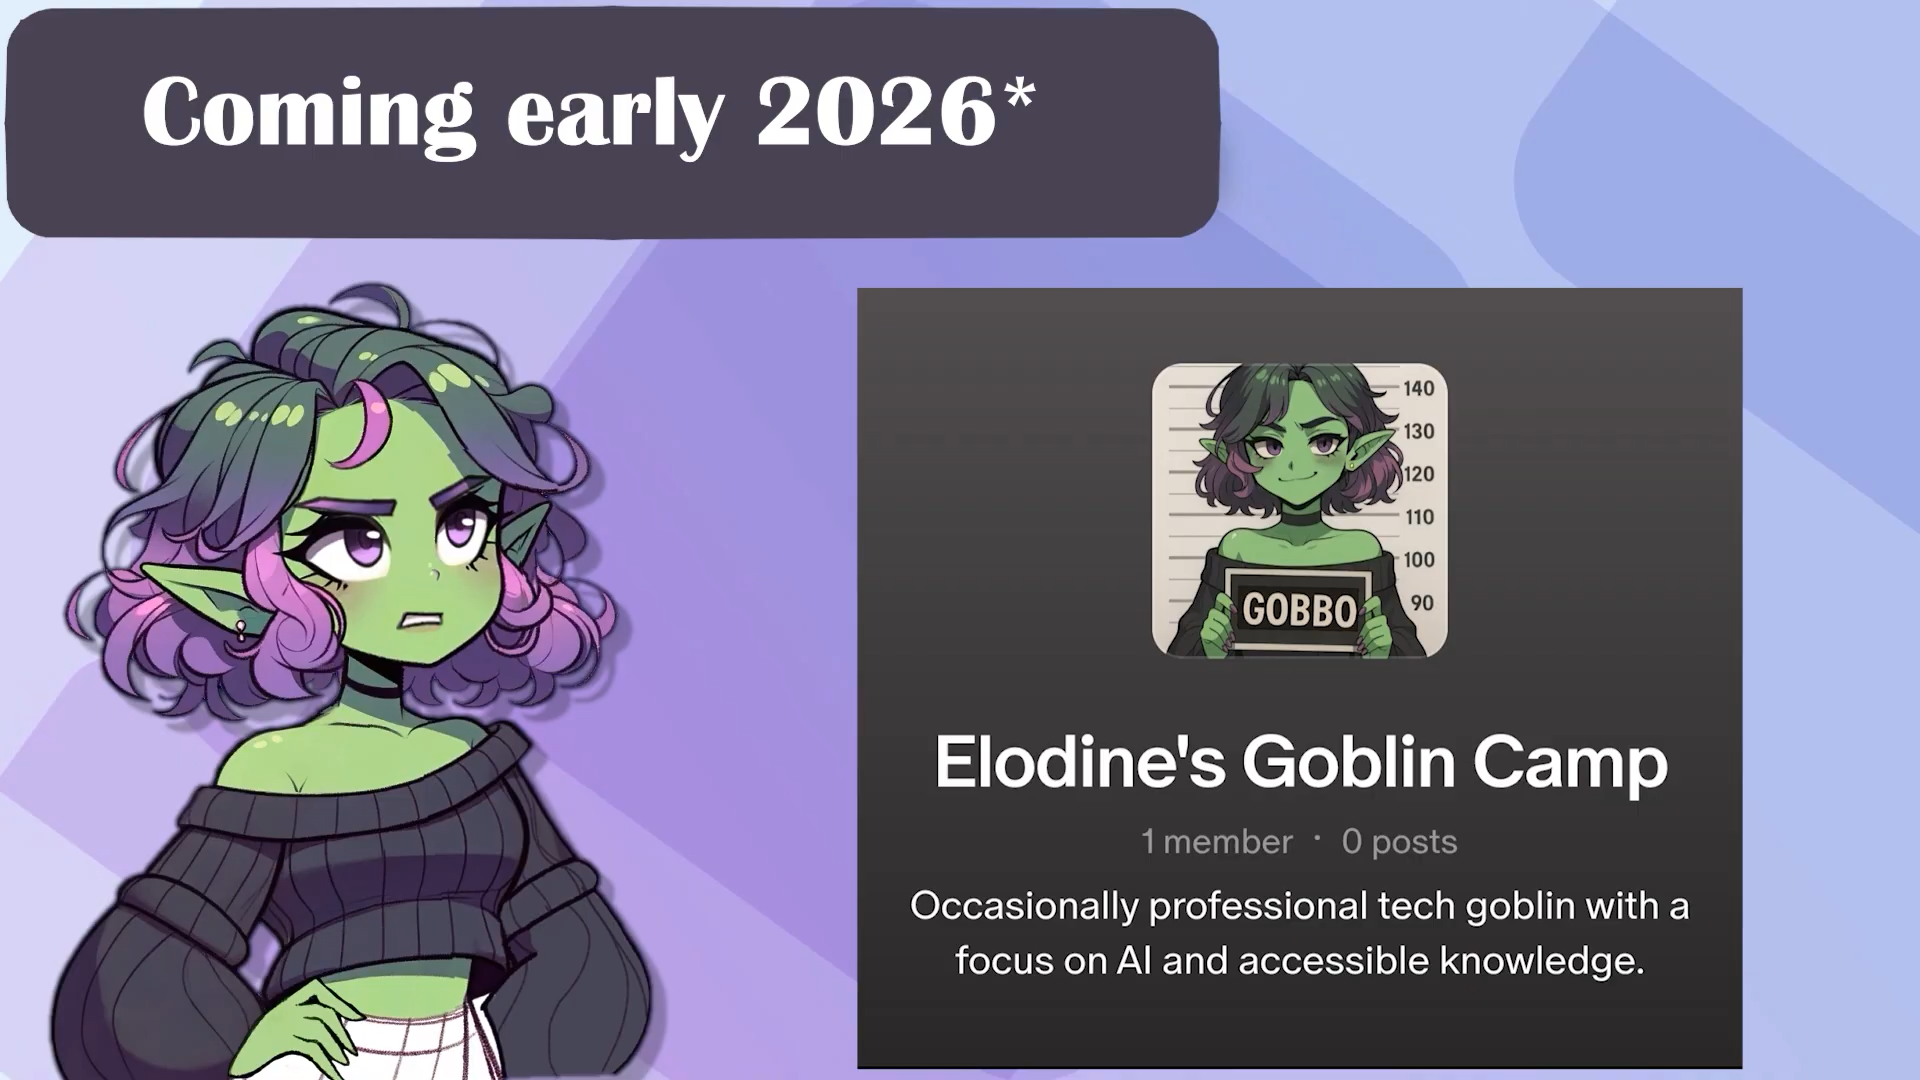 Coming early 2026*
140
130
120
110
100
90
GOBBO
Elodine's Goblin Camp
1 member · 0 posts
Occasionally professional tech goblin with a
focus on AI and accessible knowledge.